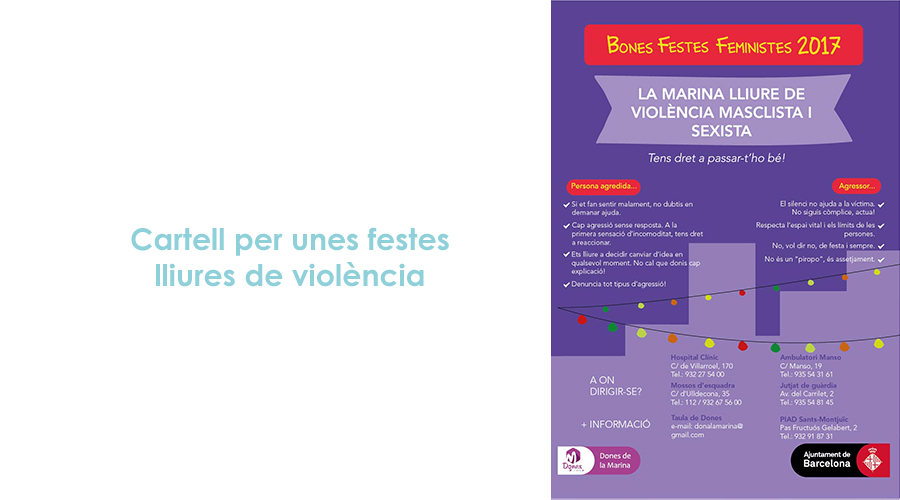 Cartell per unes festes
lliures de violència
BONES FESTES FEMINISTES 2017
LA MARINA LLIURE DE
VIOLÈNCIA MASCLISTA I
SEXISTA
Tens dret a passar-t'ho bé!
Persona agredida...
Si et fan sentir malament, no dubtis en
demanar ajuda.
Cap agressió sense resposta. A la
primera sensació d'incomoditat, tens dret
a reaccionar.
Ets lliure a decidir canviar d'idea en
qualsevol moment. No cal que donis cap
explicació!
Denuncia tot tipus d'agressió!
Agressor...
El silenci no ajuda a la víctima.
No siguis còmplice, actua!
Respecta l'espai vital i els límits de les
persones.
No, vol dir no, de festa i sempre.
No és un "piropo", és assetjament.
A ON
DIRIGIR-SE?
Hospital Clínic
C/ de Villarroel, 170
Tel.: 932 27 54 00
Mossos d'esquadra
C/ d'Ulldecona, 35
Tel.: 112 / 932 67 56 00
Ambulatori Manso
C/ Manso, 19
Tel.: 935 54 31 61
Jutjat de guàrdia
Av. del Carrilet, 2
Tel.: 935 54 81 45
+ INFORMACIÓ
Taula de Dones
e-mail: donalamarina@
gmail.com
PIAD Sants-Montjuïc
Pas Fructuós Gelabert, 2
Tel.: 932 91 87 31
Dones
Dones de
la Marina
Ajuntament de
Barcelona